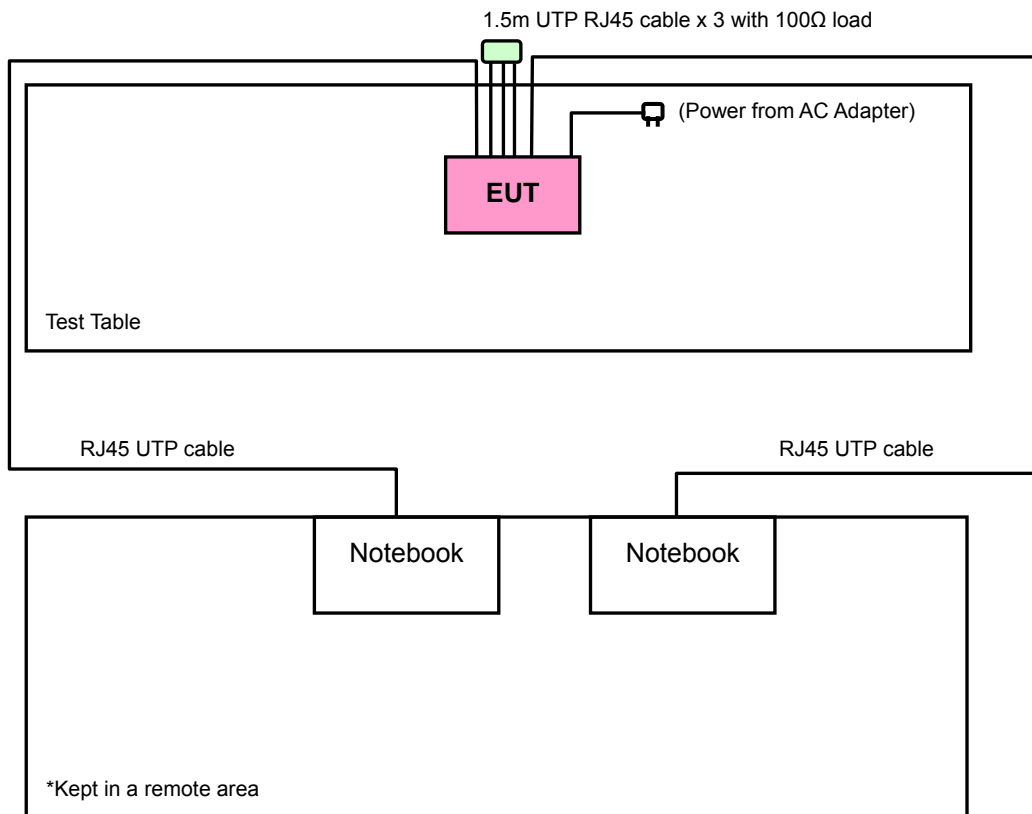 1.5m UTP RJ45 cable x 3 with 100Ω load
(Power from AC Adapter)
EUT
Test Table
RJ45 UTP cable
RJ45 UTP cable
Notebook
Notebook
*Kept in a remote area